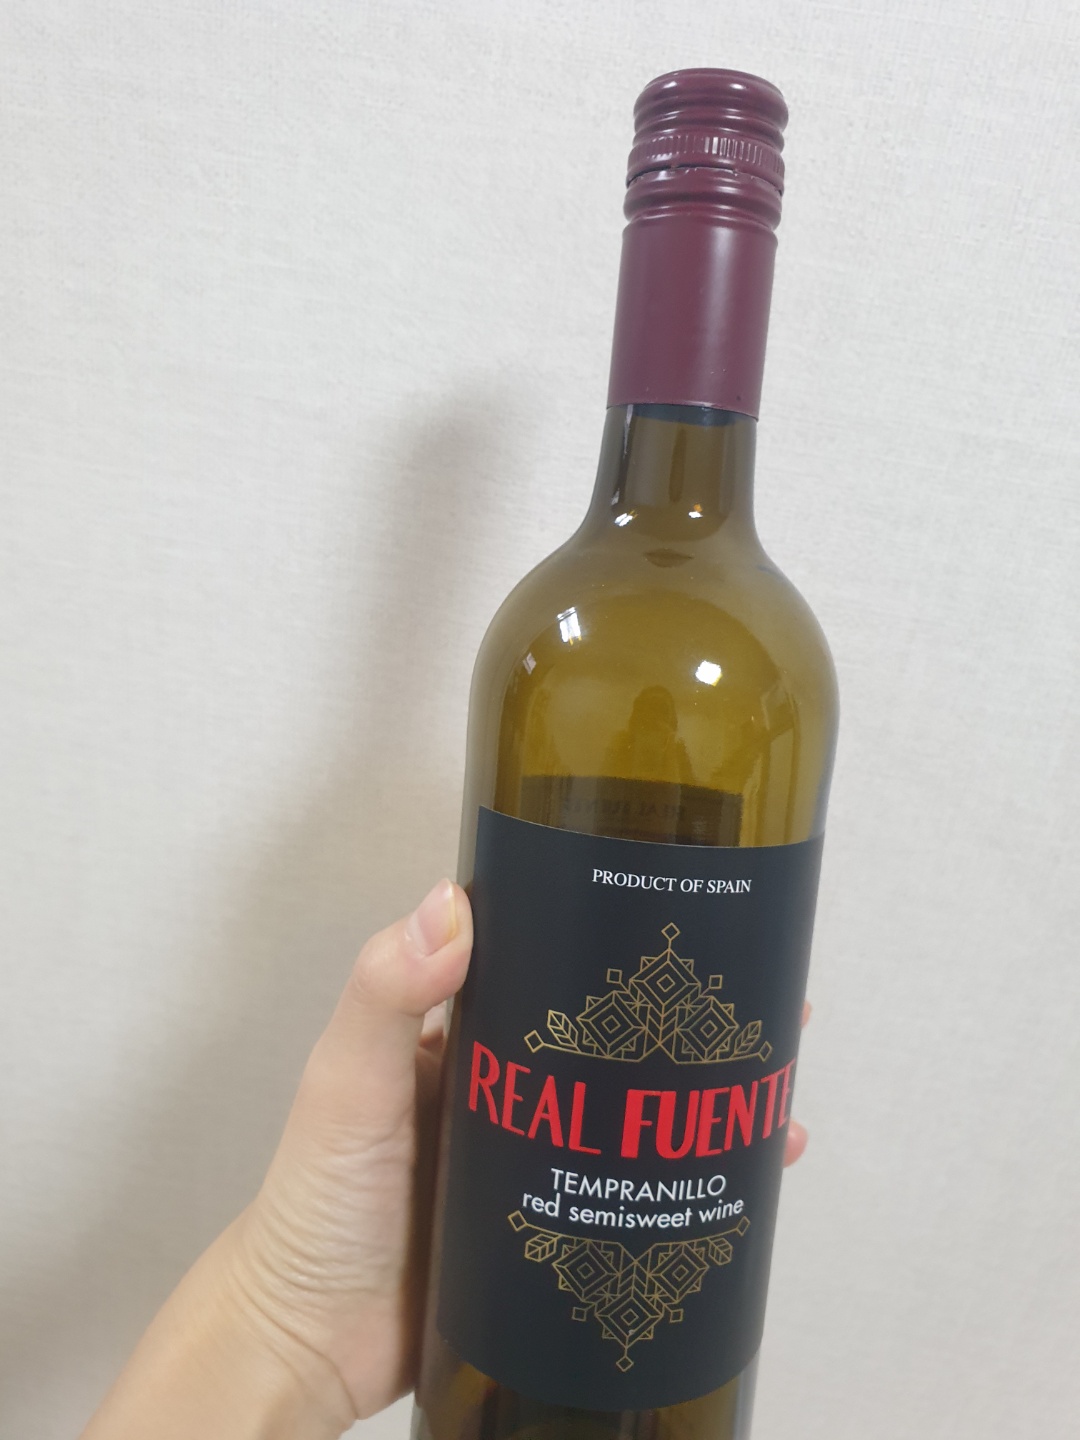 PRODUCT OF SPAIN
REAL FUENTE
TEMPRANILLO
red semisweet wine